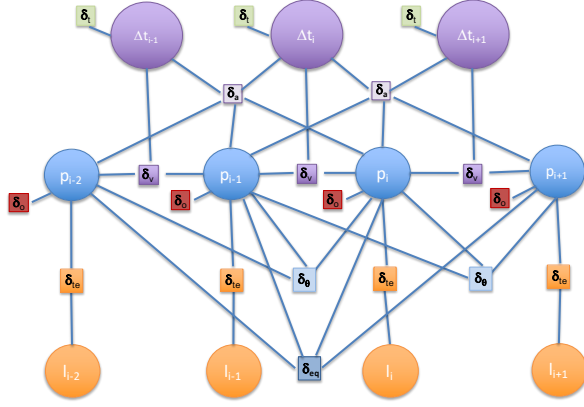 δt Δti-1 δt Δti δt Δti+1
δa δa
pi-2 δv pi-1 δv pi δv pi+1
δo δo δo δo
δte δte δθ δte δθ δte
li-2 li-1 δeq li li+1